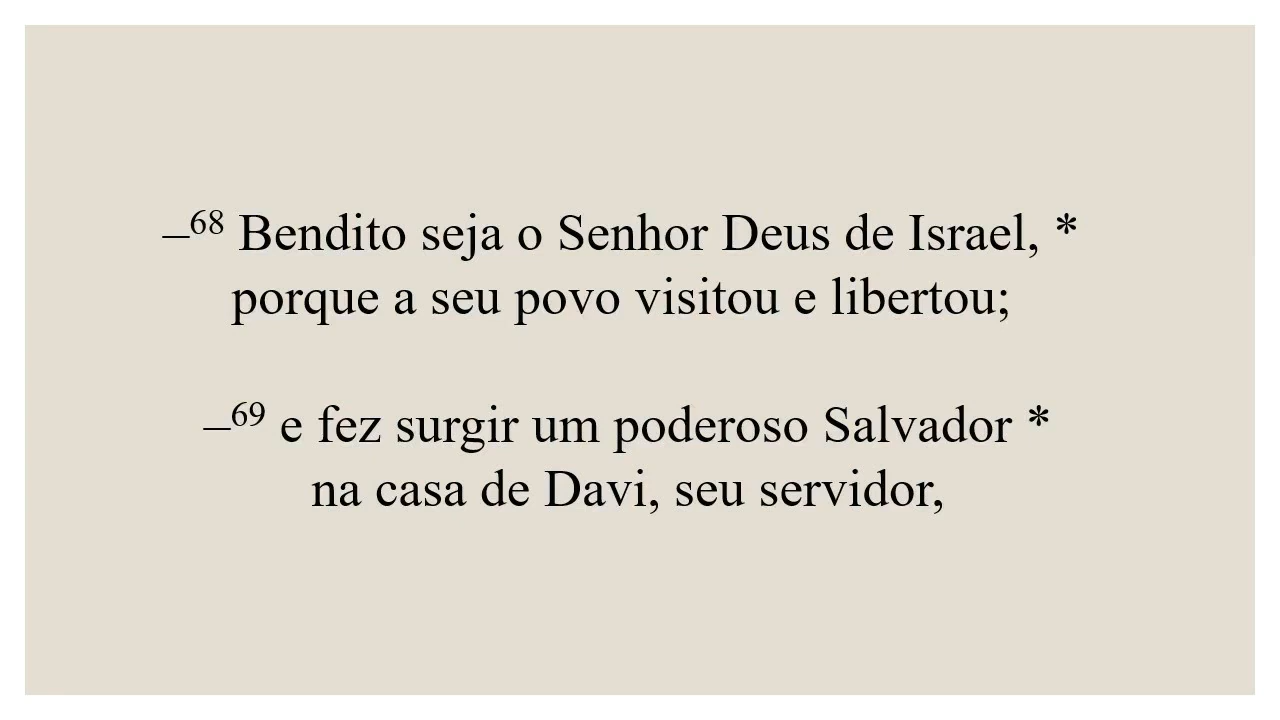 –68 Bendito seja o Senhor Deus de Israel, *
porque a seu povo visitou e libertou;
–69 e fez surgir um poderoso Salvador *
na casa de Davi, seu servidor,